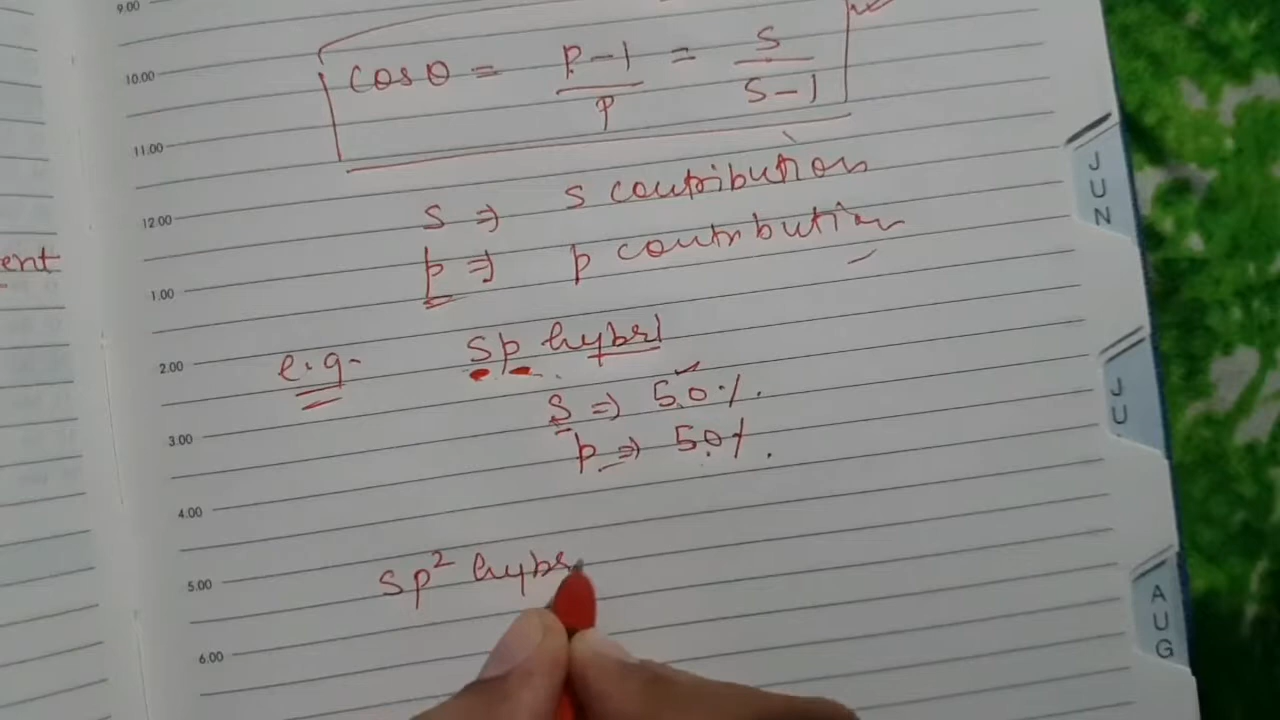 9.00
10.00 cos θ = P-1/P = S/S-1
11.00
12.00 S ⇒ S contribution
1.00 p ⇒ p contribution
ent
2.00 e.g. sp hybri
3.00 S ⇒ 50%.
p ⇒ 50%.
4.00
5.00 sp² hybr
6.00
JUN
JU
AUG